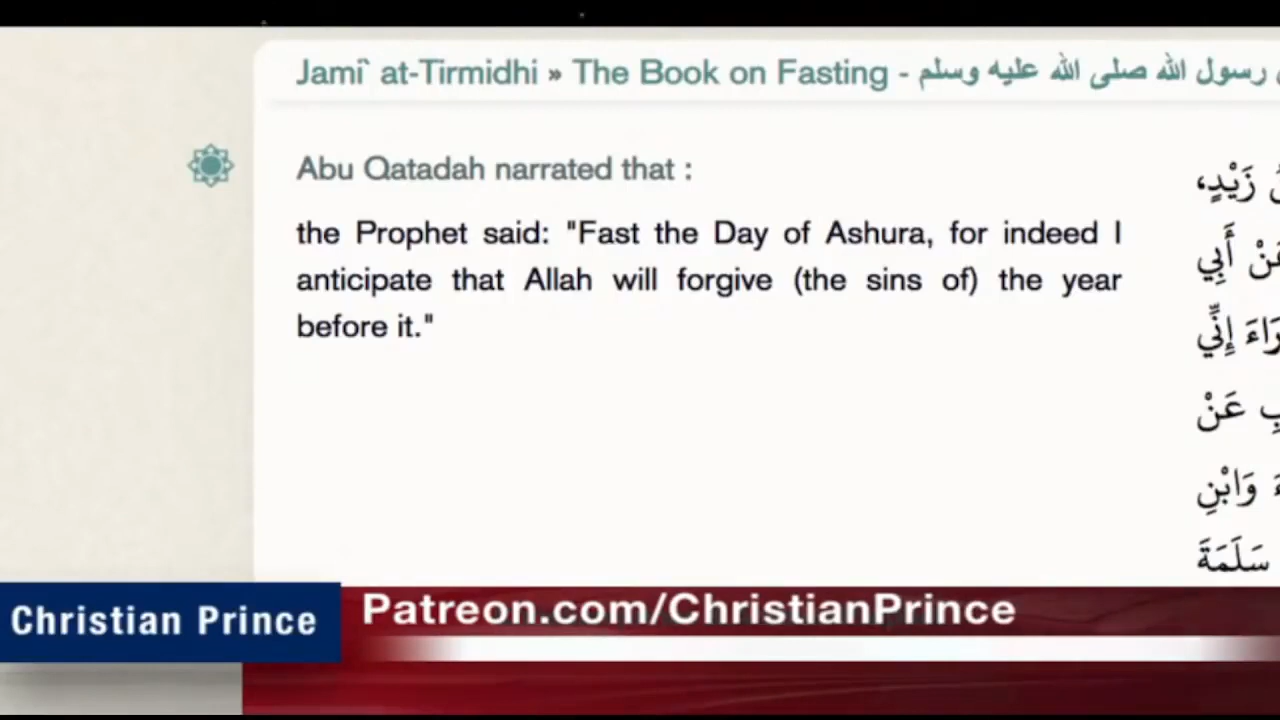 Jami` at-Tirmidhi » The Book on Fasting - رسول الله صلى الله عليه وسلم
Abu Qatadah narrated that :
the Prophet said: "Fast the Day of Ashura, for indeed I
anticipate that Allah will forgive (the sins of) the year
before it."
زَيْدٍ،
عَنْ أَبِي
إِنِّي
عَنْ
وَابْنِ
سَلَمَةَ
Christian Prince
Patreon.com/ChristianPrince